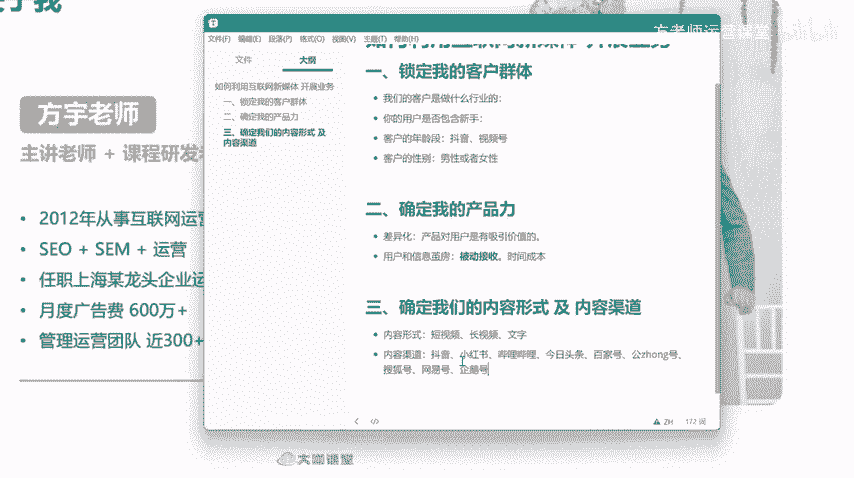 方老师运营课堂
文件(F) 编辑(E) 段落(P) 格式(O) 视图(V) 主题(T) 帮助(H)
文件 大纲
如何利用互联网新媒体 开展业务
一、锁定我的客户群体
二、确定我的产品力
三、确定我们的内容形式 及
内容渠道
如何利用互联网新媒体 开展业务
一、锁定我的客户群体
我们的客户是做什么行业的:
你的用户是否包含新手:
客户的年龄段:抖音、视频号
客户的性别:男性或者女性
二、确定我的产品力
差异化:产品对用户是有吸引价值的。
用户和信息茧房:被动接收。时间成本
三、确定我们的内容形式 及 内容渠道
内容形式:短视频、长视频、文字
内容渠道:抖音、小红书、哔哩哔哩、今日头条、百家号、公zhong号、
搜狐号、网易号、企鹅号
ZH 172 词
于我
方宇老师
主讲老师 + 课程研发
2012年从事互联网运营
SEO + SEM + 运营
任职上海某龙头企业运
月度广告费 600万+
管理运营团队 近300+